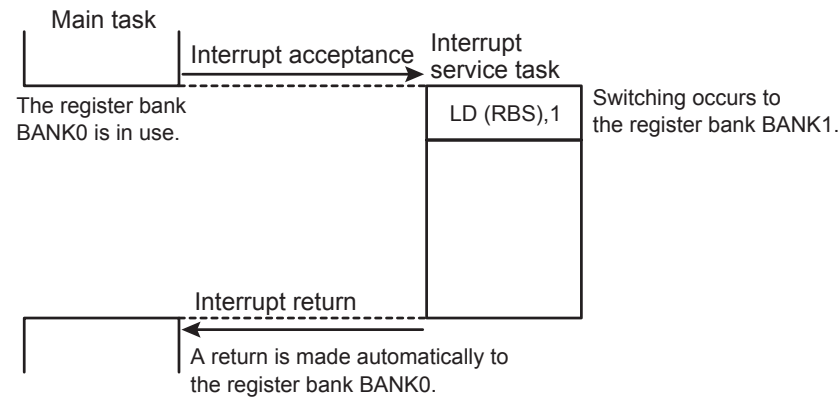 Main task
Interrupt acceptance
Interrupt
service task
The register bank
BANK0 is in use.
LD (RBS),1
Switching occurs to
the register bank BANK1.
Interrupt return
A return is made automatically to
the register bank BANK0.